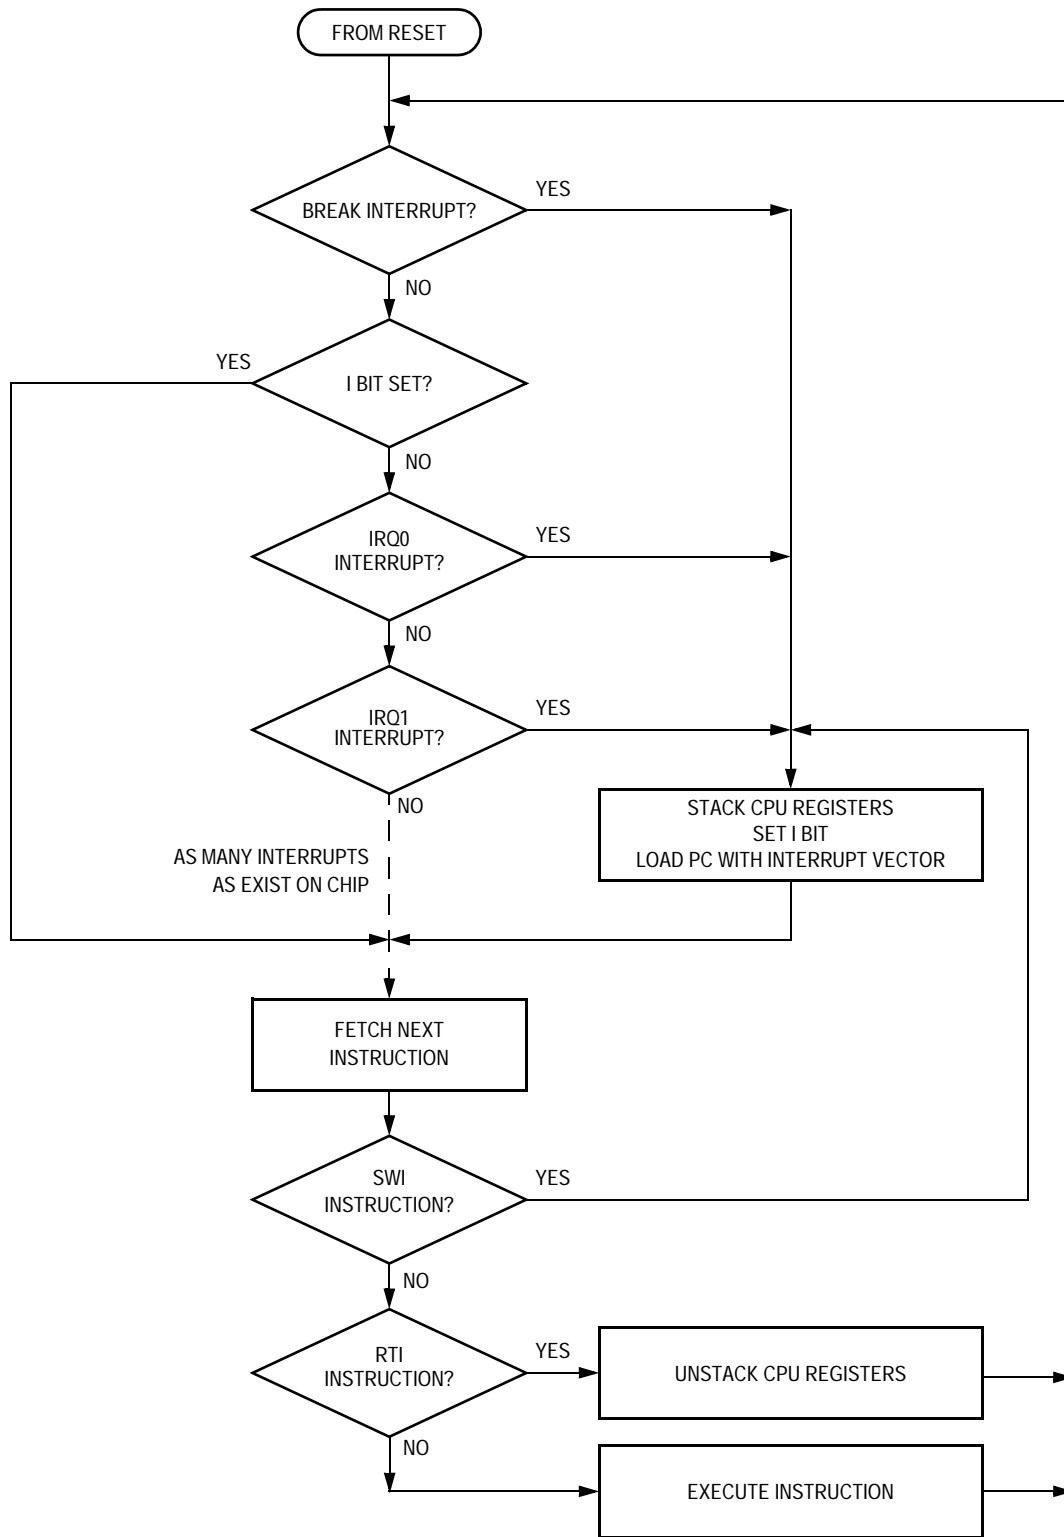 FROM RESET
BREAK INTERRUPT?
YES
NO
YES
I BIT SET?
NO
IRQ0
INTERRUPT?
YES
NO
IRQ1
INTERRUPT?
YES
NO
STACK CPU REGISTERS
SET I BIT
LOAD PC WITH INTERRUPT VECTOR
AS MANY INTERRUPTS
AS EXIST ON CHIP
FETCH NEXT
INSTRUCTION
SWI
INSTRUCTION?
YES
NO
RTI
INSTRUCTION?
YES
UNSTACK CPU REGISTERS
NO
EXECUTE INSTRUCTION